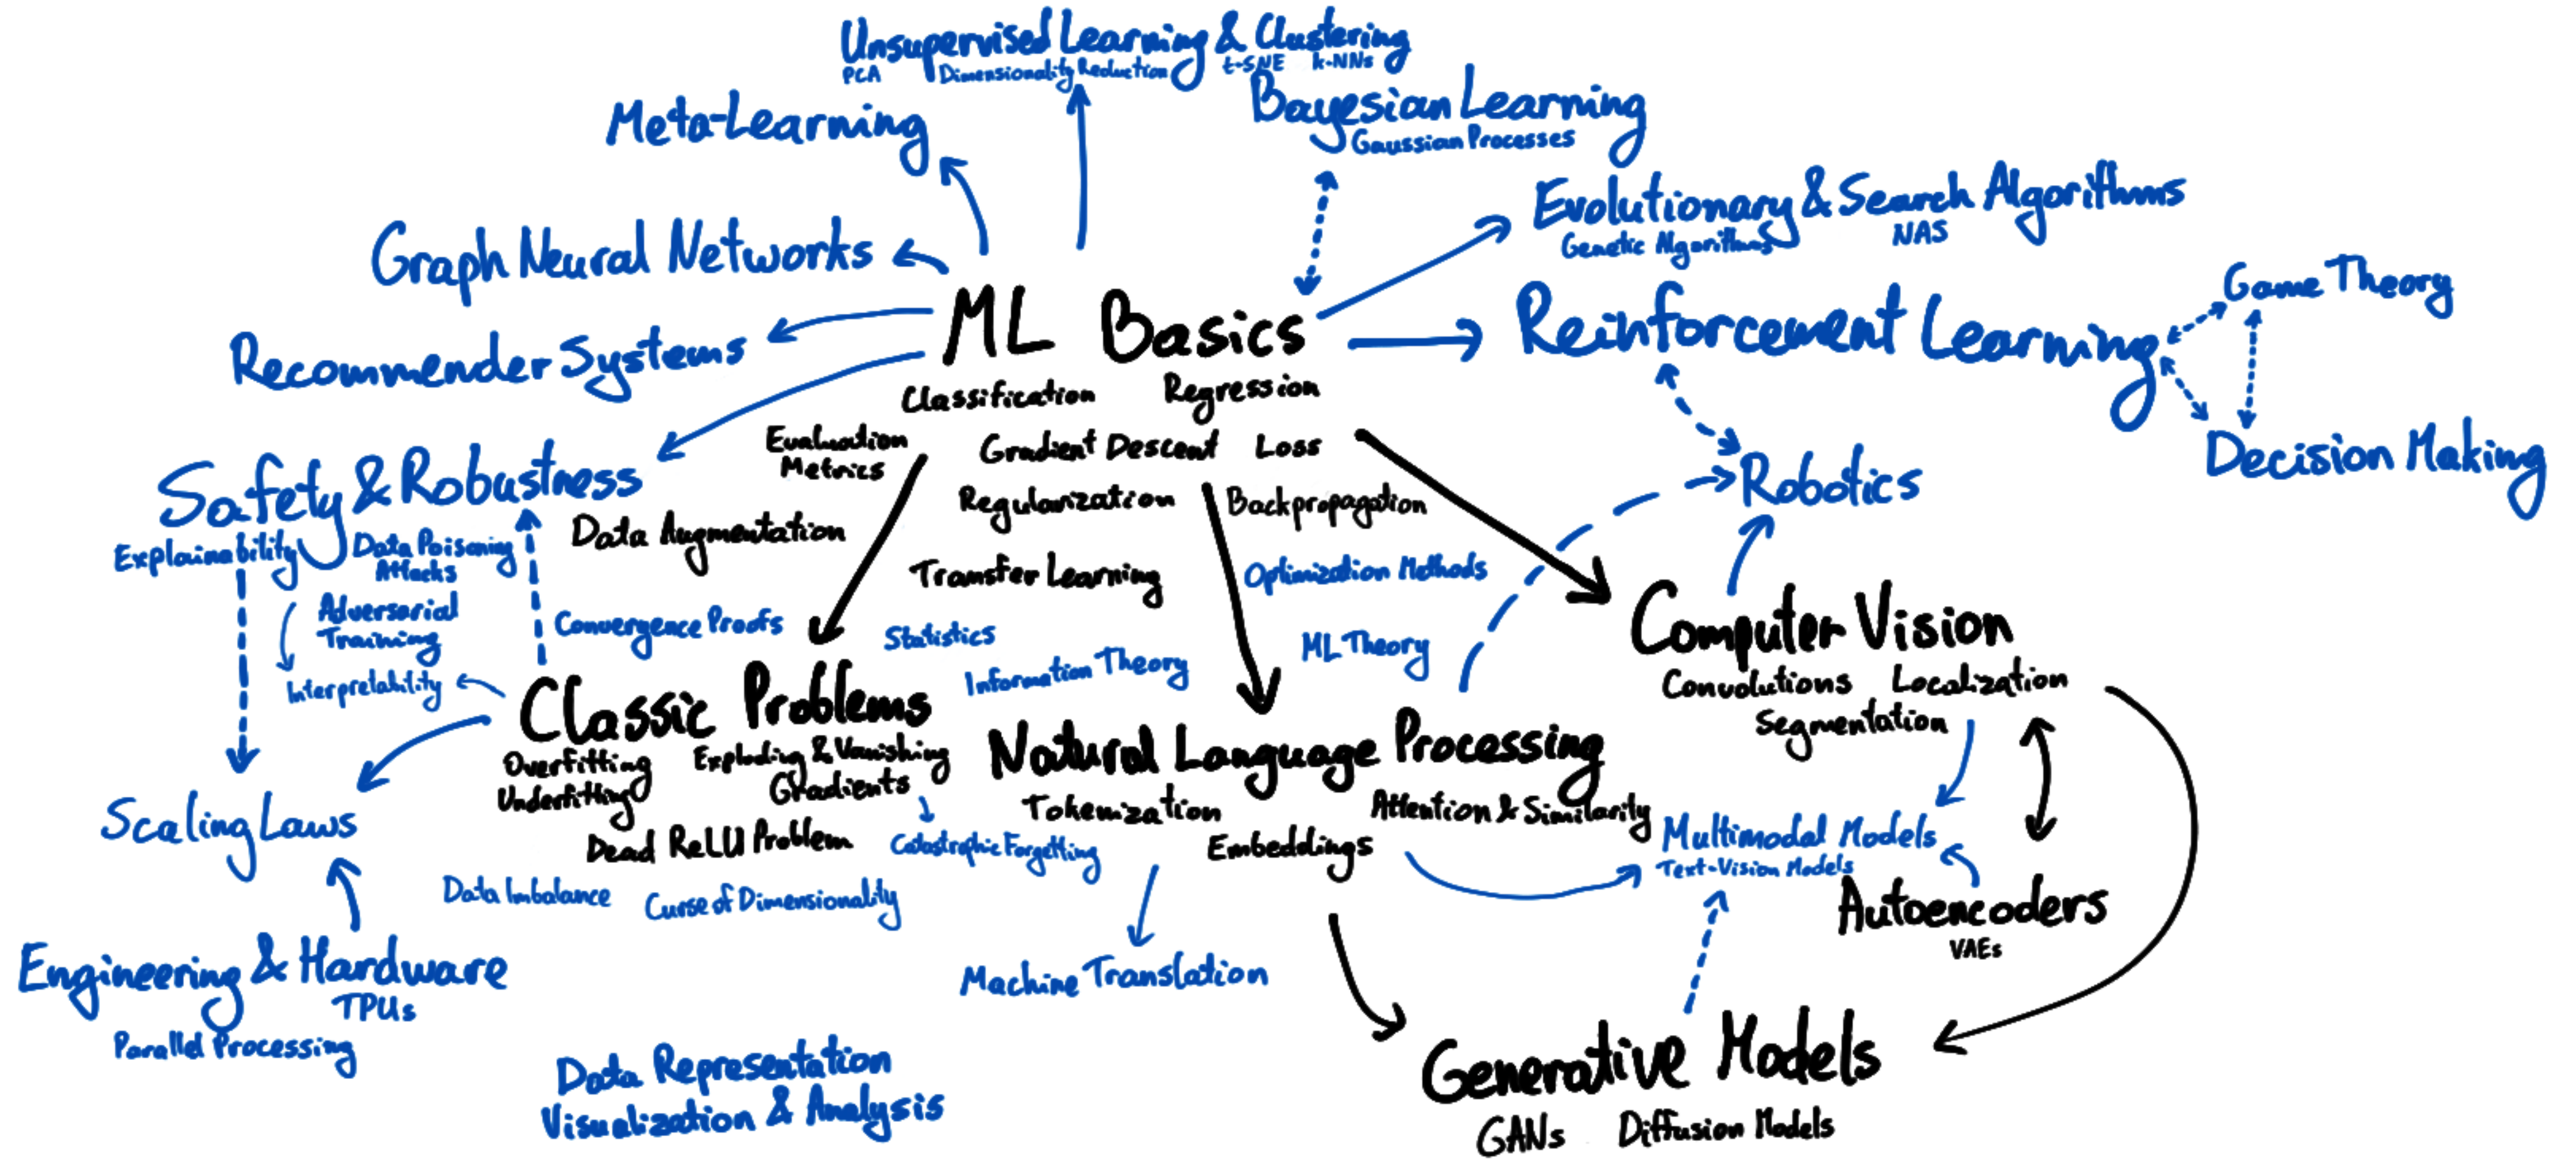 Unsupervised Learning & Clustering
PCA Dimensionality Reduction t-SNE k-NNs
Meta-Learning
Bayesian Learning
Gaussian Processes
Evolutionary & Search Algorithms
Genetic Algorithms NAS
Graph Neural Networks
Game Theory
ML Basics
Reinforcement Learning
Recommender Systems
Classification Regression
Evaluation
Metrics
Gradient Descent Loss
Decision Making
Safety & Robustness
Robotics
Regularization Backpropagation
Data Augmentation
Explainability
Data Poisoning
Attacks
Transfer Learning
Optimization Methods
Adversarial
Training
Convergence Proofs
Statistics
ML Theory
Computer Vision
Information Theory
Interpretability
Convolutions Localization
Segmentation
Classic Problems
Overfitting
Underfitting
Exploding & Vanishing
Gradients
Natural Language Processing
Tokenization
Attention & Similarity
Embeddings
Scaling Laws
Dead ReLU Problem
Catastrophic Forgetting
Multimodal Models
Text-Vision Models
Data Imbalance
Curse of Dimensionality
Autoencoders
VAEs
Engineering & Hardware
TPUs
Parallel Processing
Machine Translation
Data Representation
Visualization & Analysis
Generative Models
GANs Diffusion Models